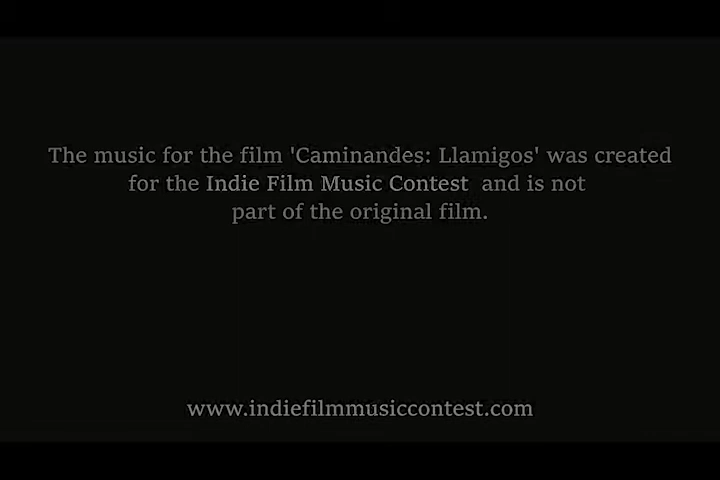 The music for the film 'Caminandes: Llamigos' was created
for the Indie Film Music Contest and is not
part of the original film.
www.indiefilmmusiccontest.com